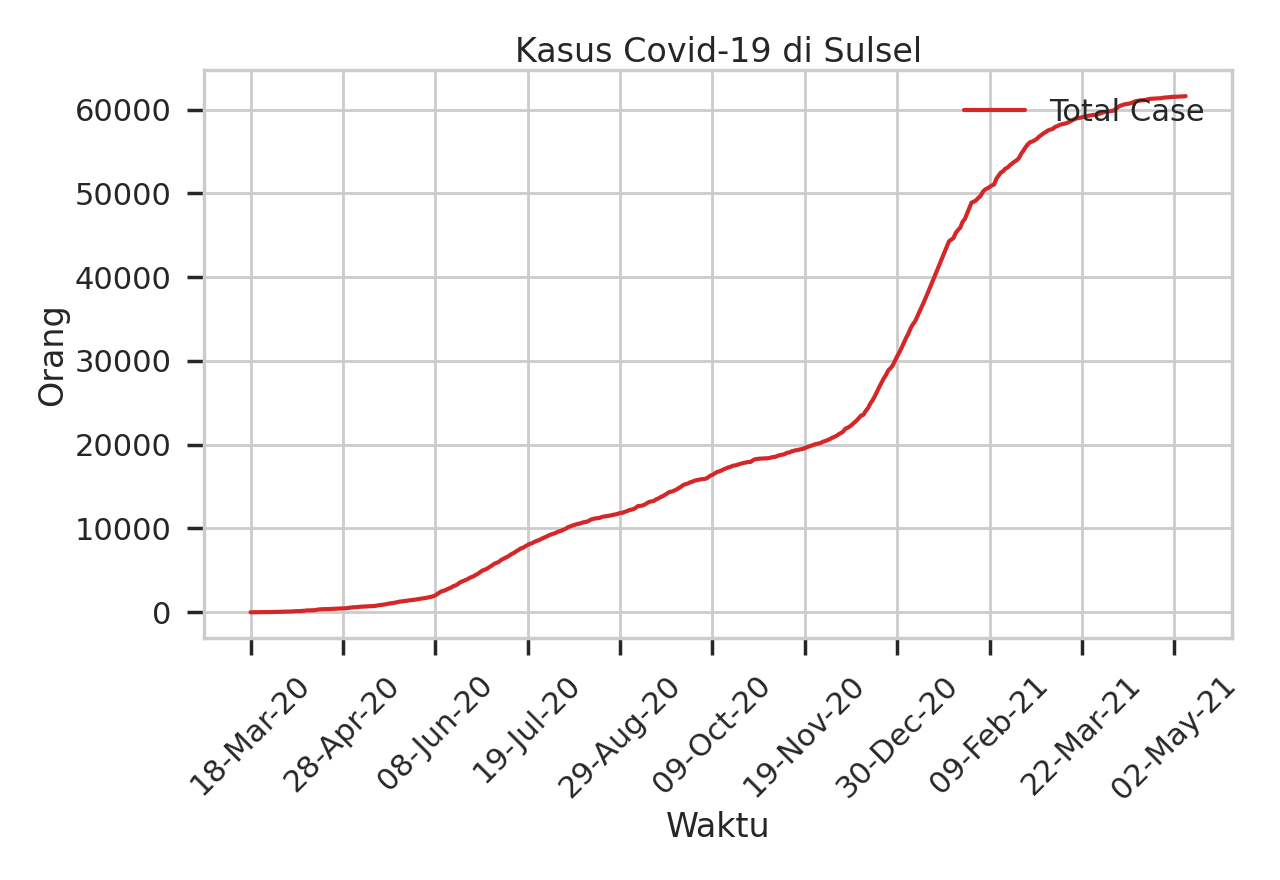 Kasus Covid-19 di Sulsel
Total Case
60000
50000
40000
30000
20000
10000
0
Orang
18-Mar-20
28-Apr-20
08-Jun-20
19-Jul-20
29-Aug-20
09-Oct-20
19-Nov-20
30-Dec-20
09-Feb-21
22-Mar-21
02-May-21
Waktu